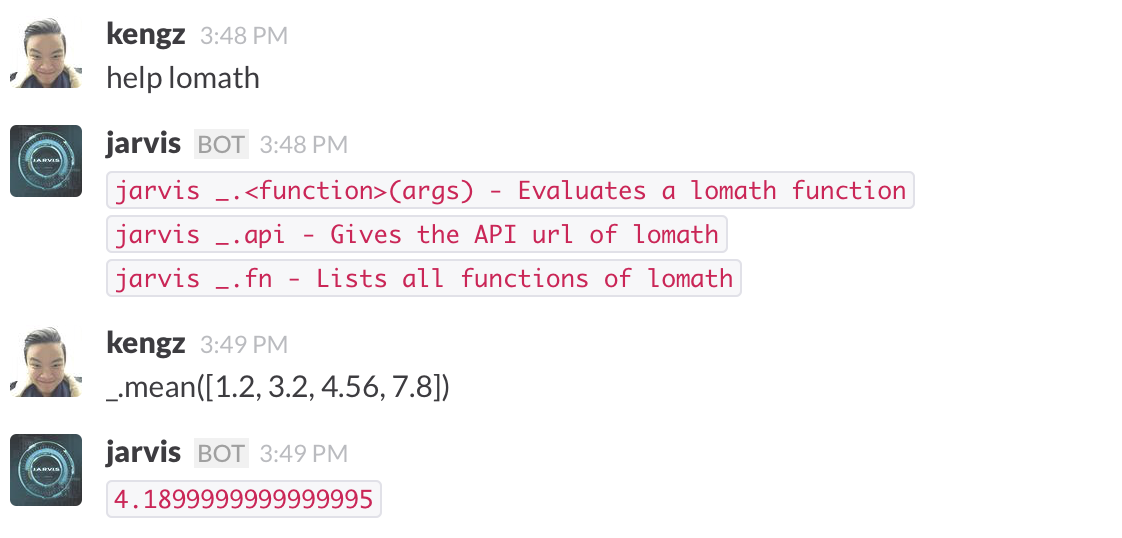 kengz 3:48 PM
help lomath
jarvis BOT 3:48 PM
JARVIS
jarvis _.<function>(args) - Evaluates a lomath function
jarvis _.api - Gives the API url of lomath
jarvis _.fn - Lists all functions of lomath
kengz 3:49 PM
_.mean([1.2, 3.2, 4.56, 7.8])
jarvis BOT 3:49 PM
JARVIS
4.1899999999999995